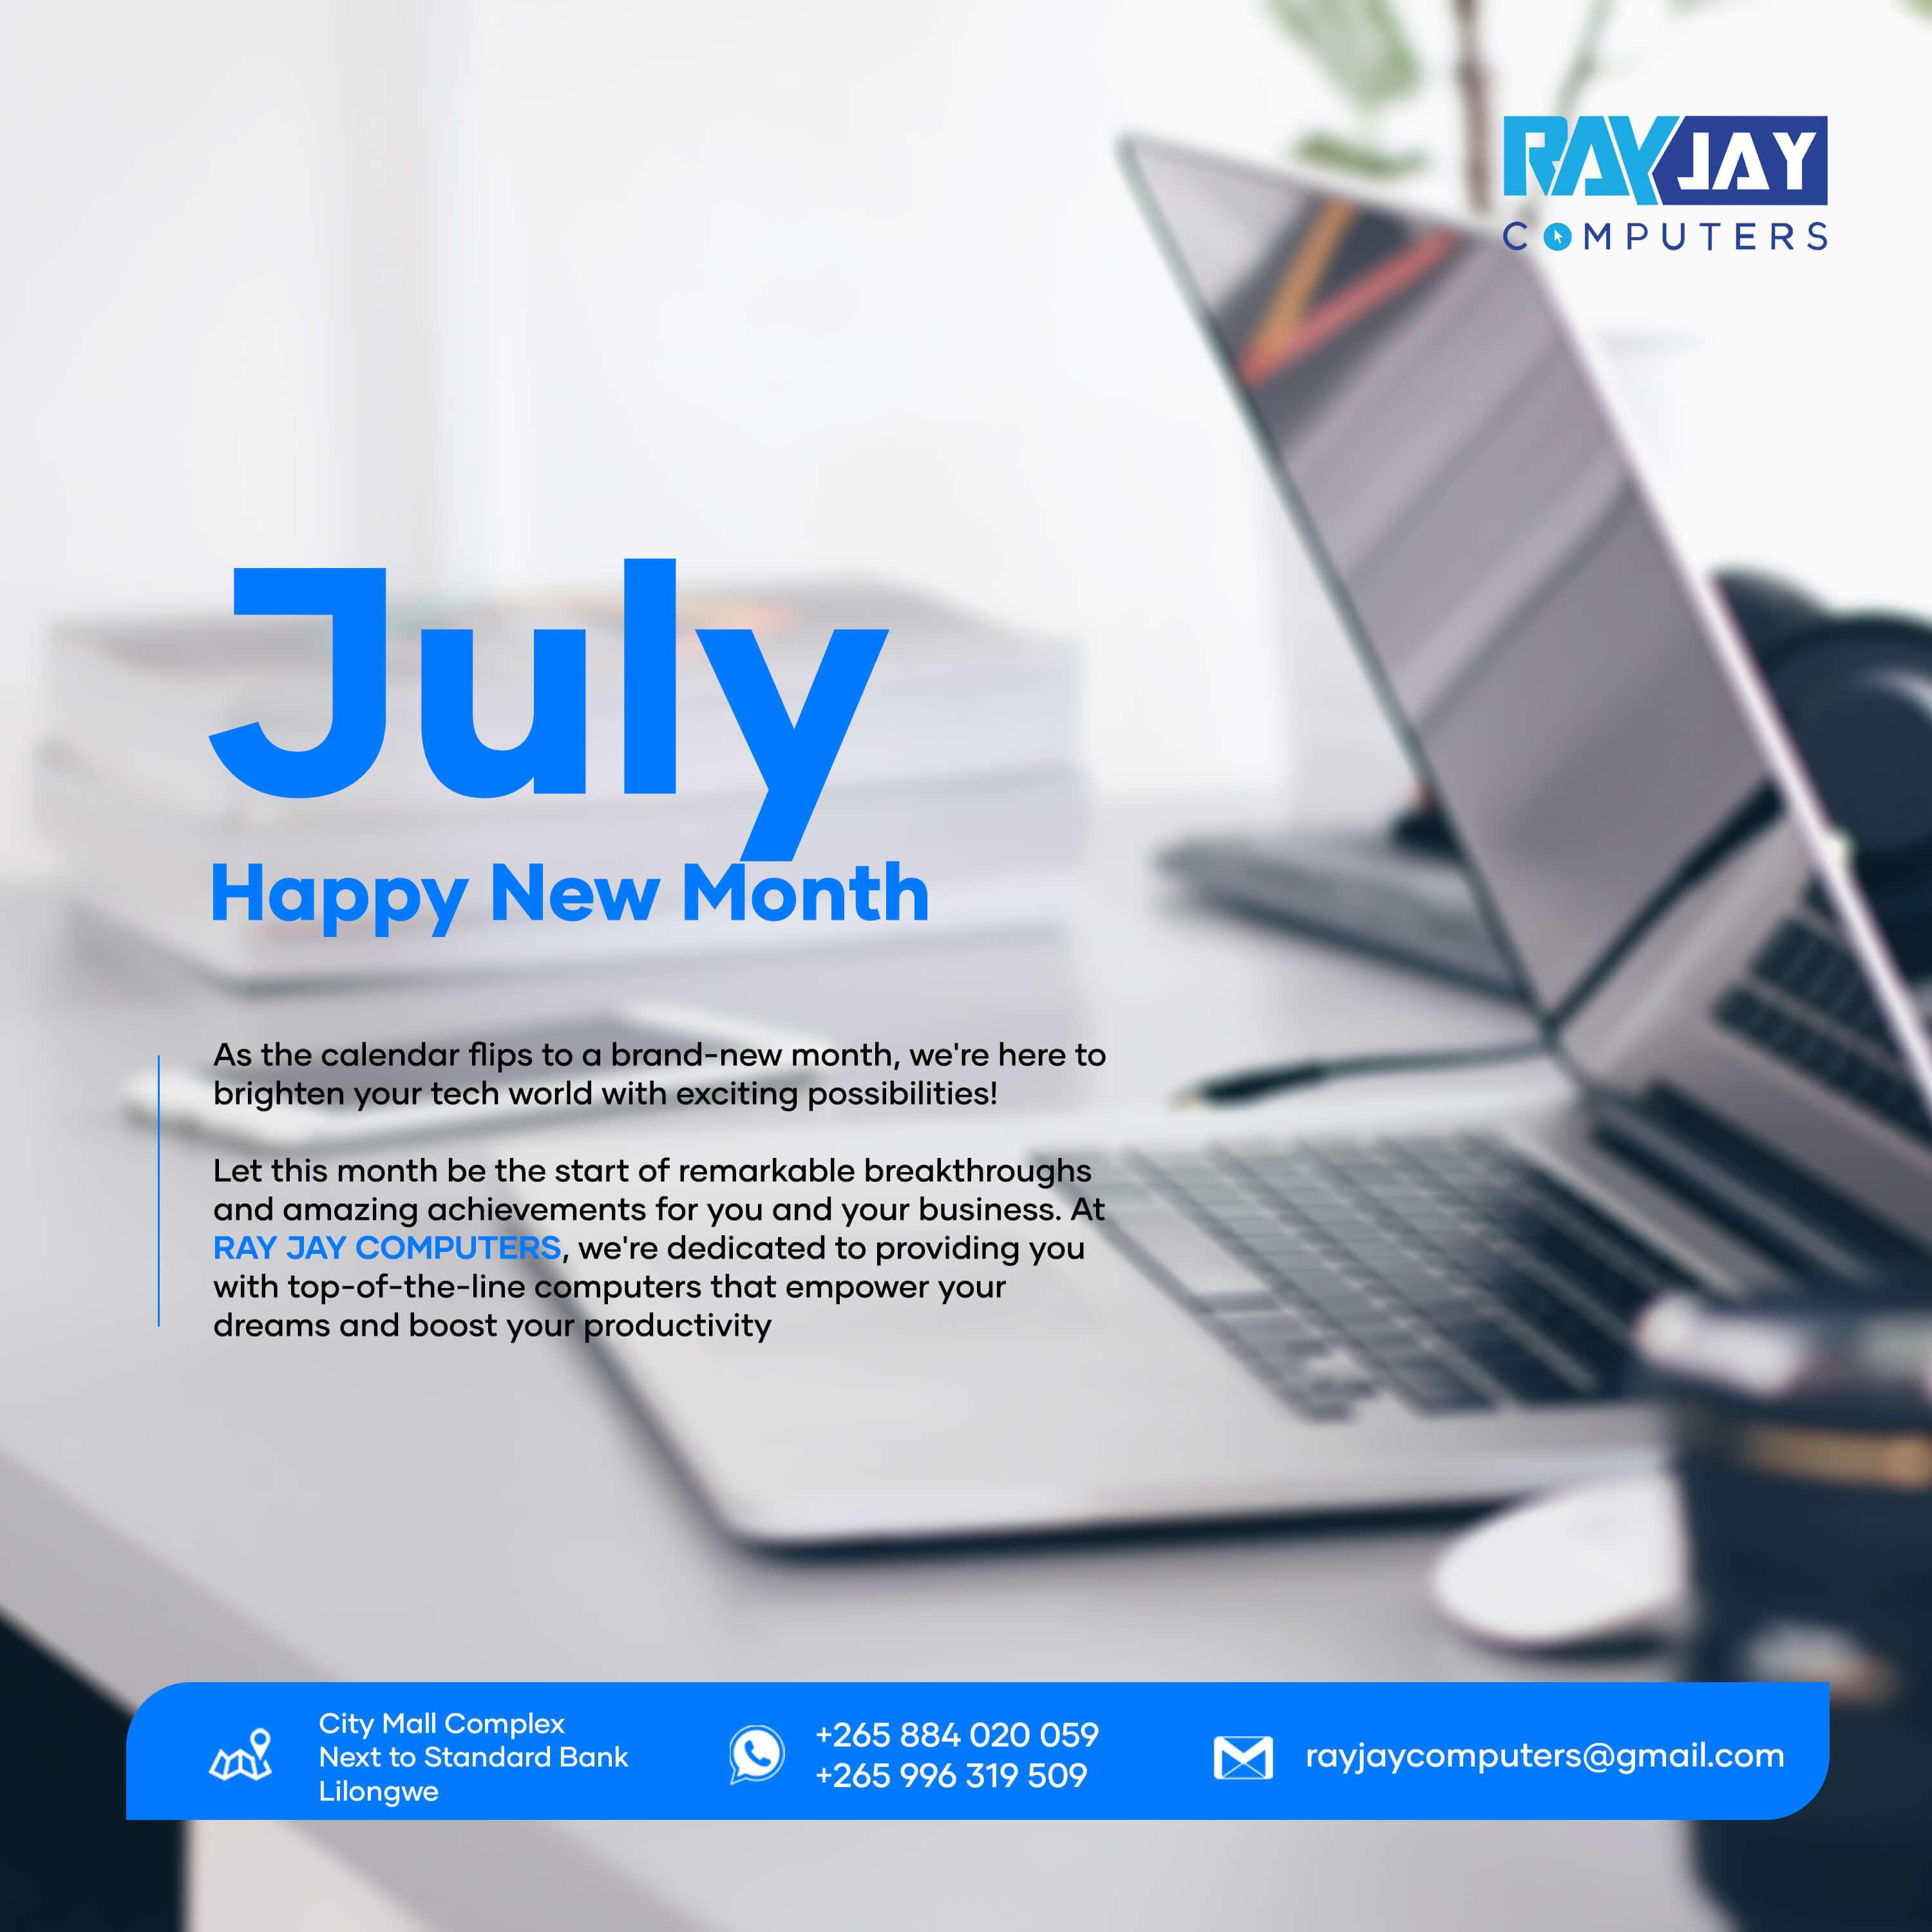 RAYJAY
COMPUTERS
July
Happy New Month
As the calendar flips to a brand-new month, we're here to
brighten your tech world with exciting possibilities!
Let this month be the start of remarkable breakthroughs
and amazing achievements for you and your business. At
RAY JAY COMPUTERS, we're dedicated to providing you
with top-of-the-line computers that empower your
dreams and boost your productivity
City Mall Complex
Next to Standard Bank
Lilongwe
+265 884 020 059
+265 996 319 509
rayjaycomputers@gmail.com